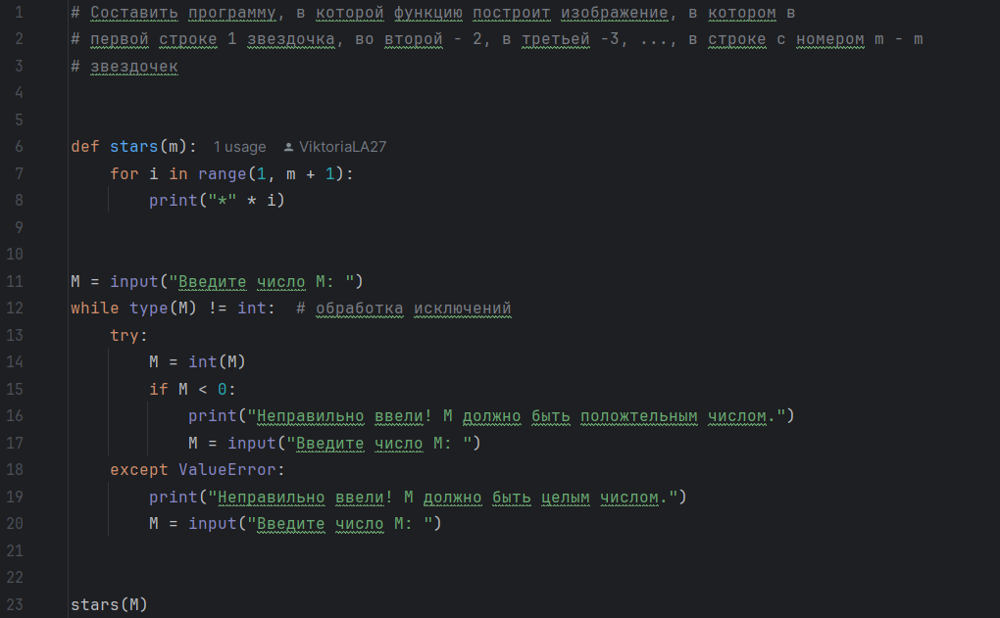 1 # Составить программу, в которой функцию построит изображение, в котором в
2 # первой строке 1 звездочка, во второй - 2, в третьей -3, ..., в строке с номером m - m
3 # звездочек
4
5
6 def stars(m): 1 usage ViktoriaLA27
7     for i in range(1, m + 1):
8         print("*" * i)
9
10
11 M = input("Введите число M: ")
12 while type(M) != int:  # обработка исключений
13     try:
14         M = int(M)
15         if M < 0:
16             print("Неправильно ввели! M должно быть положтельным числом.")
17             M = input("Введите число M: ")
18     except ValueError:
19         print("Неправильно ввели! M должно быть целым числом.")
20         M = input("Введите число M: ")
21
22
23 stars(M)